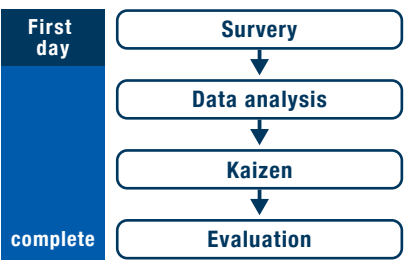 First
day
Survery
Data analysis
Kaizen
complete
Evaluation